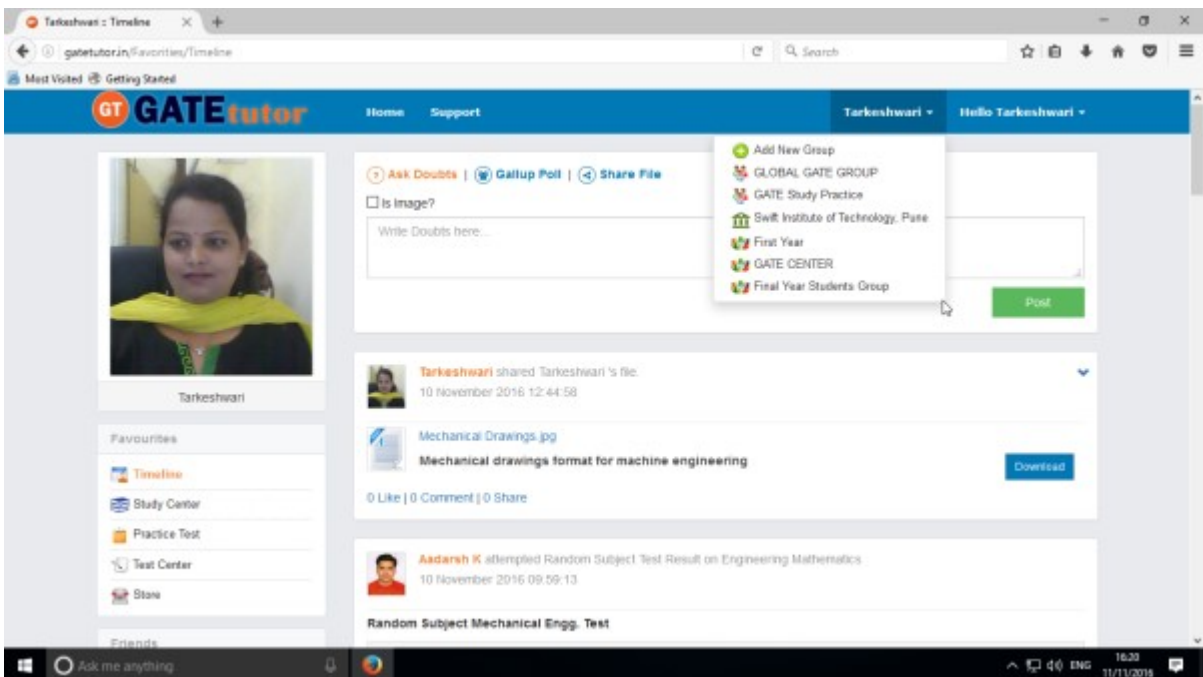 Tarkeshwari :: Timeline
gatetutor.in/Favorities/Timeline
Search
Most Visited Getting Started
GT GATEtutor
Home Support Tarkeshwari Hello Tarkeshwari
Add New Group
GLOBAL GATE GROUP
GATE Study Practice
Swift Institute of Technology, Pune
First Year
GATE CENTER
Final Year Students Group
? Ask Doubts | Gallup Poll | Share File
Is Image?
Write Doubts here...
Post
Tarkeshwari
Favourites
Timeline
Study Center
Practice Test
Test Center
Store
Friends
Tarkeshwari shared Tarkeshwari 's file.
10 November 2016 12:44:58
Mechanical Drawings.jpg
Mechanical drawings format for machine engineering
Download
0 Like | 0 Comment | 0 Share
Aadarsh K attempted Random Subject Test Result on Engineering Mathematics
10 November 2016 09:59:13
Random Subject Mechanical Engg. Test
Ask me anything
ENG
16:20
11/11/2016